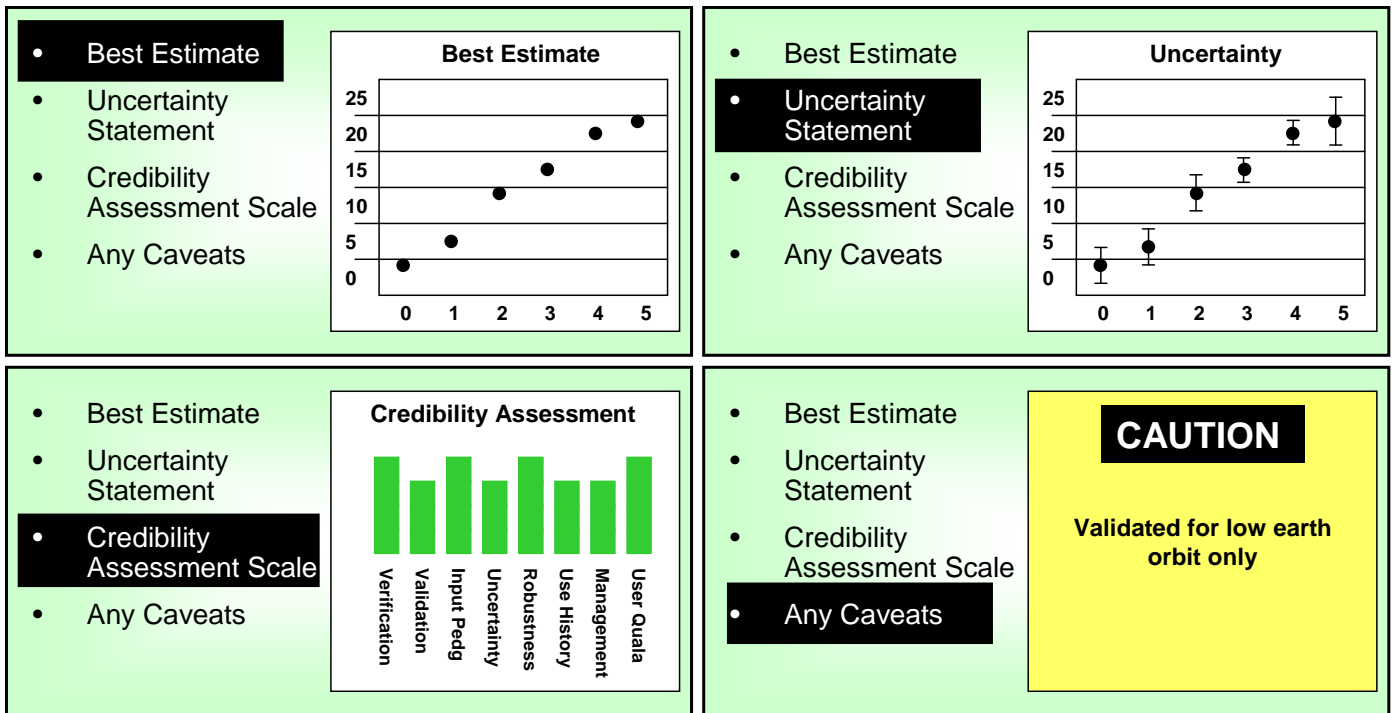 • Best Estimate
• Uncertainty
Statement
• Credibility
Assessment Scale
• Any Caveats
Best Estimate
25
20
15
10
5
0
0 1 2 3 4 5
• Best Estimate
• Uncertainty
Statement
• Credibility
Assessment Scale
• Any Caveats
Uncertainty
25
20
15
10
5
0
0 1 2 3 4 5
• Best Estimate
• Uncertainty
Statement
• Credibility
Assessment Scale
• Any Caveats
Credibility Assessment
Verification
Validation
Input Pedg
Uncertainty
Robustness
Use History
Management
User Quala
• Best Estimate
• Uncertainty
Statement
• Credibility
Assessment Scale
• Any Caveats
CAUTION
Validated for low earth
orbit only